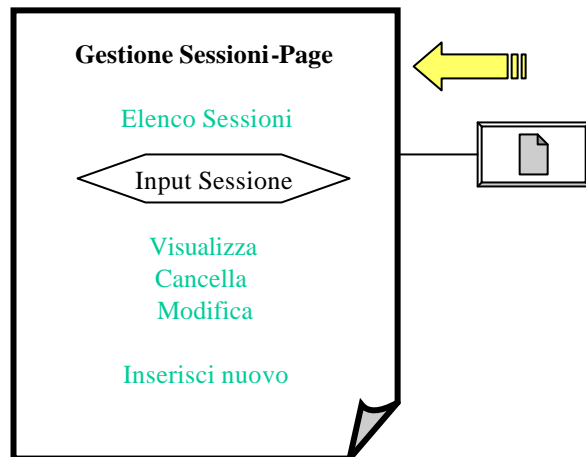 Gestione Sessioni-Page
Elenco Sessioni
Input Sessione
Visualizza
Cancella
Modifica
Inserisci nuovo